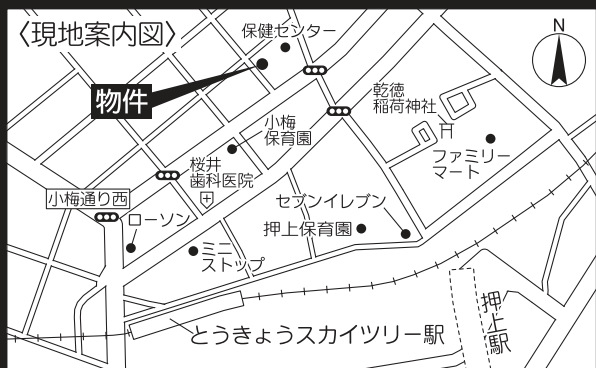 〈現地案内図〉
保健センター
N
物件
乾徳
稲荷神社
小梅
保育園
ファミリー
マート
桜井
歯科医院
小梅通り西
ローソン
セブンイレブン
押上保育園
ミニ
ストップ
とうきょうスカイツリー駅
押上駅